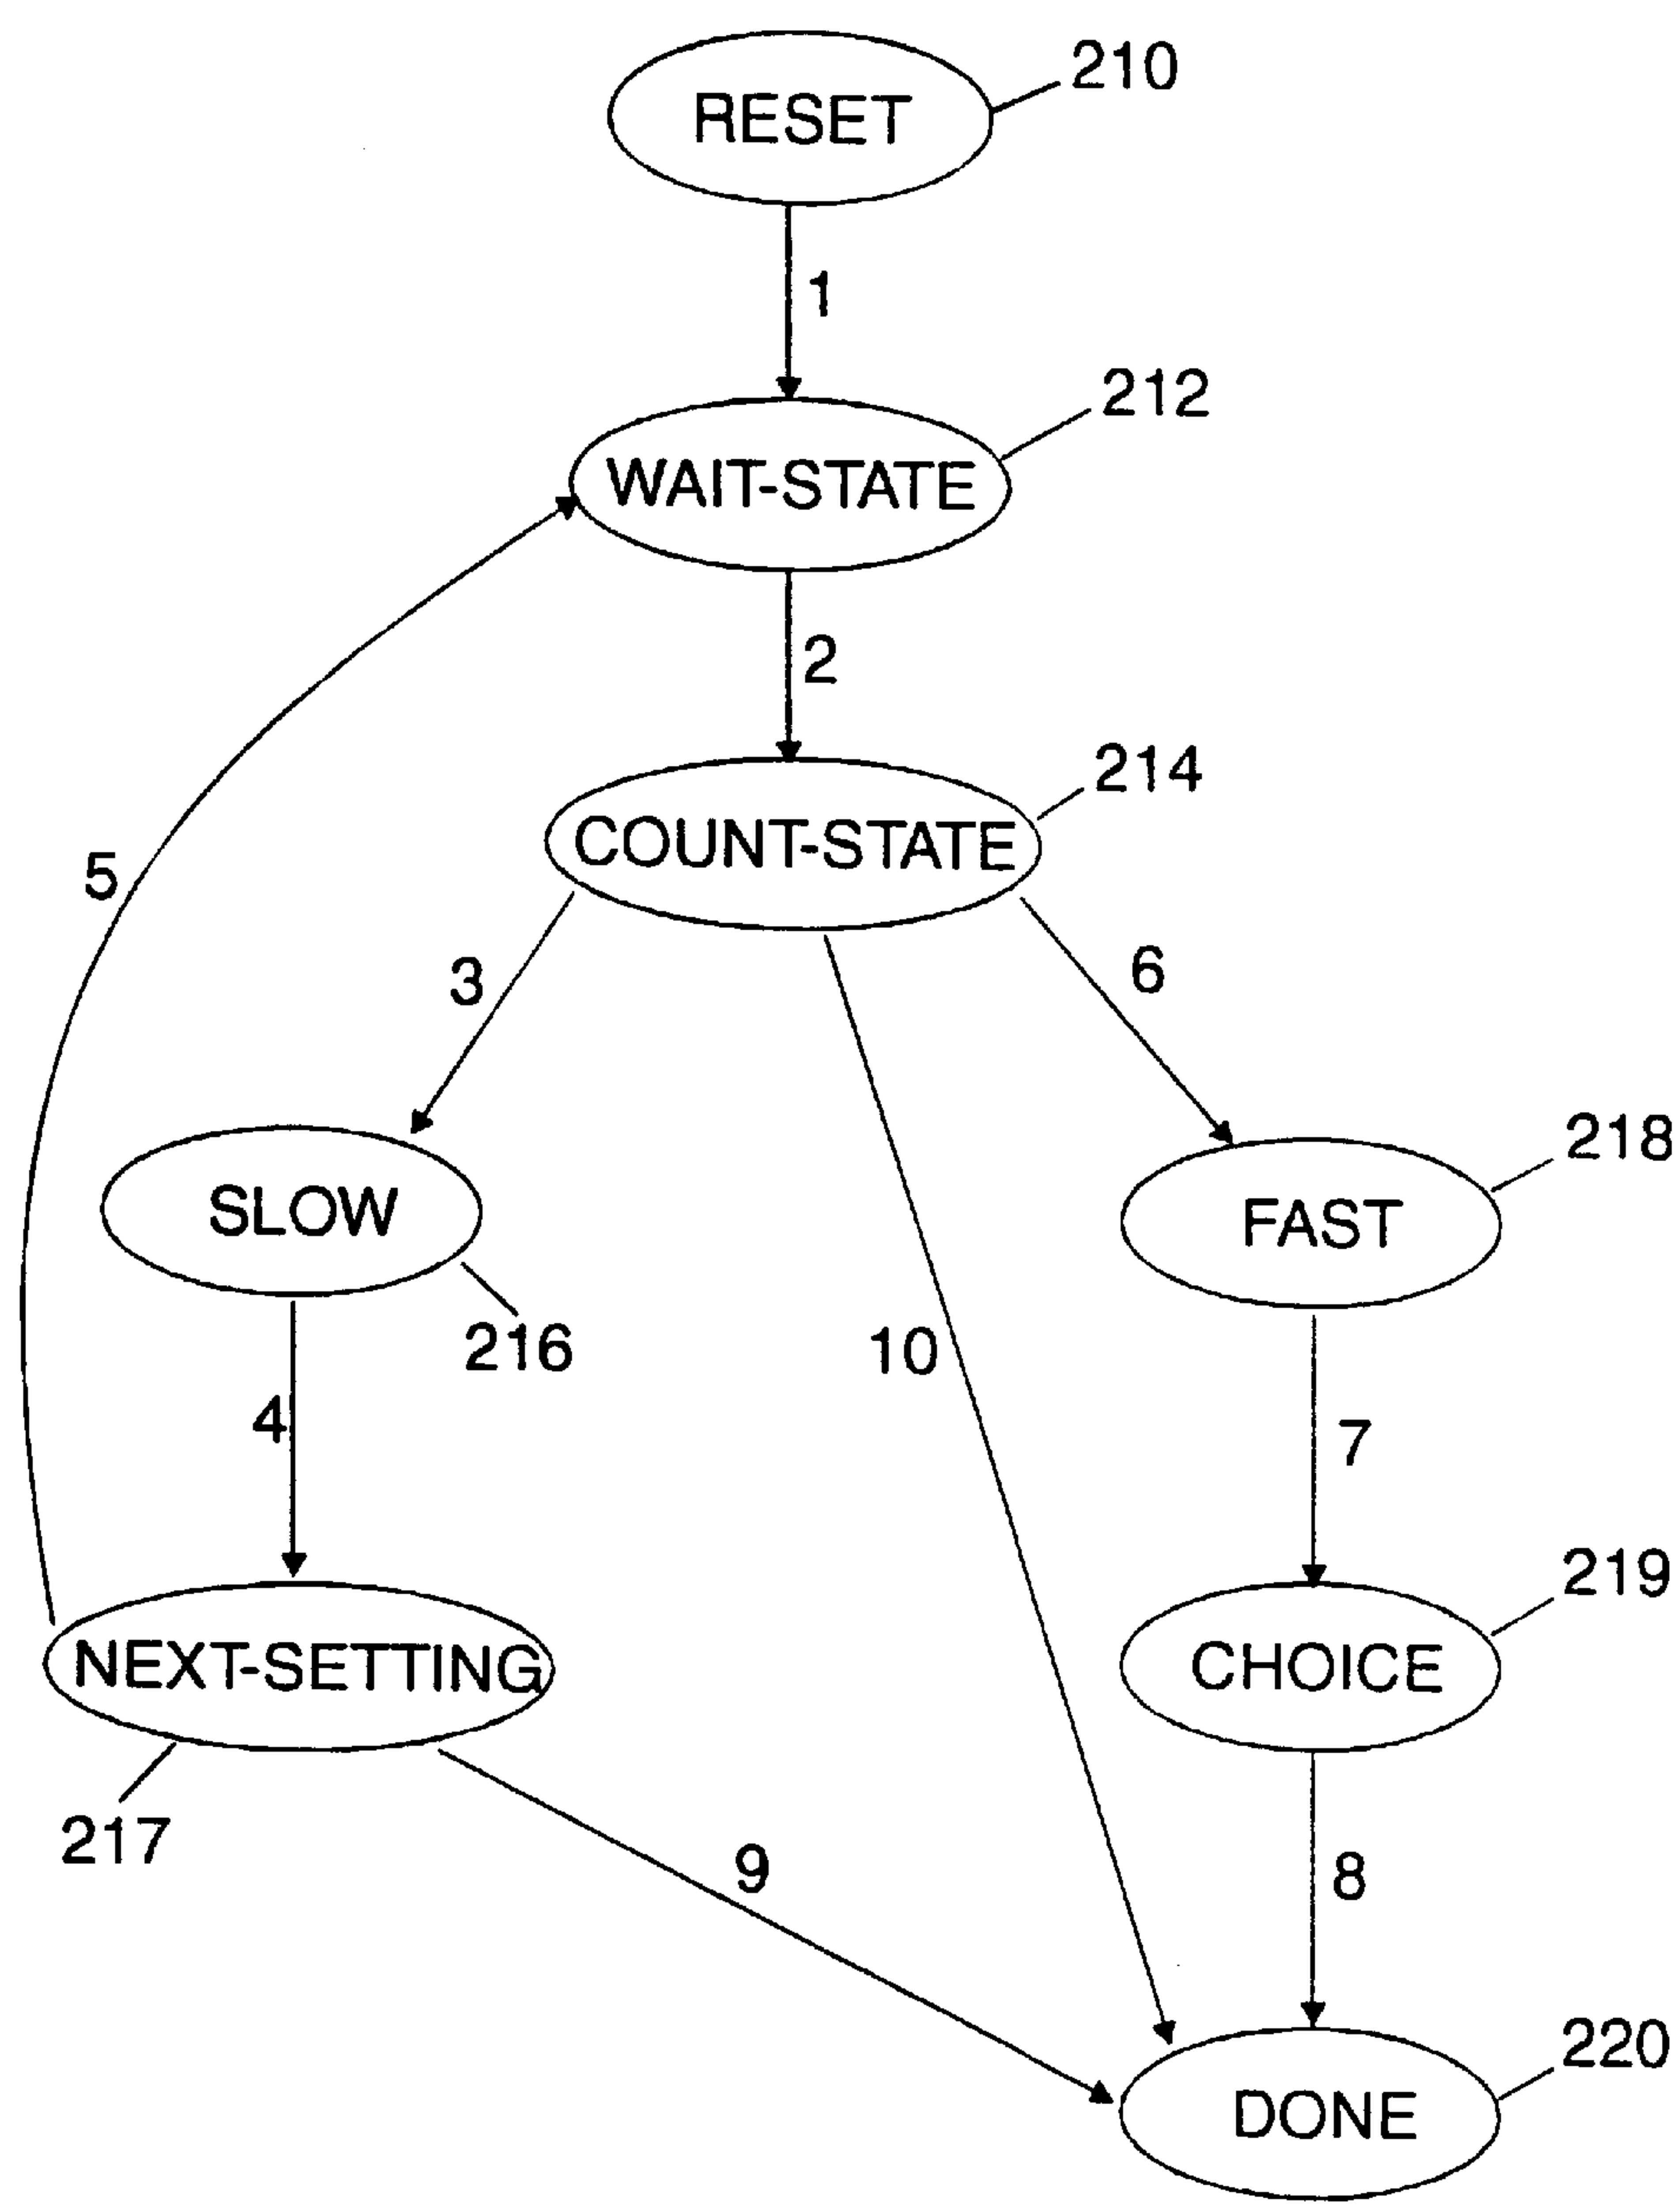 210
RESET
1
212
WAIT-STATE
2
214
COUNT-STATE
5
3
6
218
SLOW
FAST
216
10
4
7
219
NEXT-SETTING
CHOICE
217
9
8
220
DONE